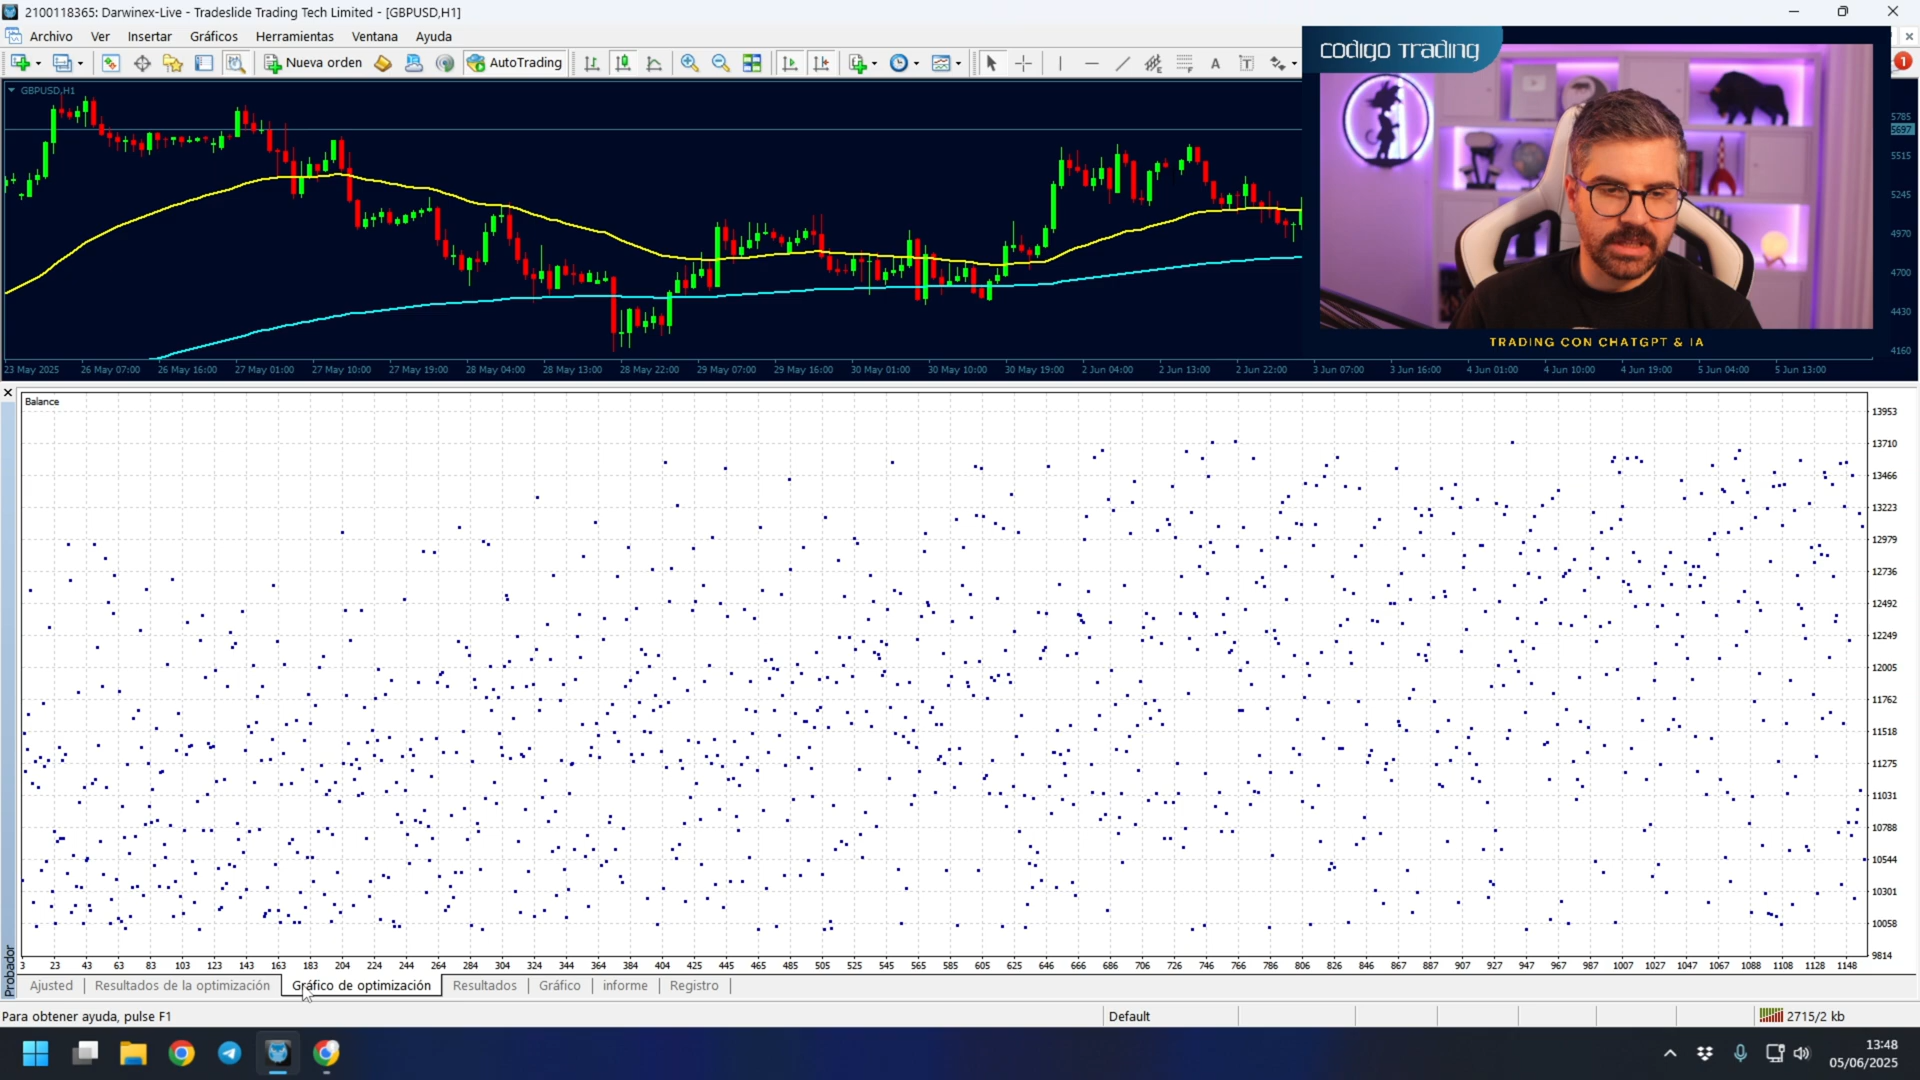 2100118365: Darwinex-Live - Tradeslide Trading Tech Limited - [GBPUSD,H1]
Archivo Ver Insertar Gráficos Herramientas Ventana Ayuda
Nueva orden AutoTrading
A T
1
codigo Trading
GBPUSD,H1
5785
5697
5515
5245
4970
4700
4430
4160
TRADING CON CHATGPT & IA
23 May 2025 26 May 07:00 26 May 16:00 27 May 01:00 27 May 10:00 27 May 19:00 28 May 04:00 28 May 13:00 28 May 22:00 29 May 07:00 29 May 16:00 30 May 01:00 30 May 10:00 30 May 19:00 2 Jun 04:00 2 Jun 13:00 2 Jun 22:00 3 Jun 07:00 3 Jun 16:00 4 Jun 01:00 4 Jun 10:00 4 Jun 19:00 5 Jun 04:00 5 Jun 13:00
Balance
13953
13710
13466
13223
12979
12736
12492
12249
12005
11762
11518
11275
11031
10788
10544
10301
10058
9814
3 23 43 63 83 103 123 143 163 183 204 224 244 264 284 304 324 344 364 384 404 425 445 465 485 505 525 545 565 585 605 625 646 666 686 706 726 746 766 786 806 826 846 867 887 907 927 947 967 987 1007 1027 1047 1067 1088 1108 1128 1148
Probador
Ajusted Resultados de la optimización Gráfico de optimización Resultados Gráfico informe Registro
Para obtener ayuda, pulse F1
Default
2715/2 kb
13:48
05/06/2025